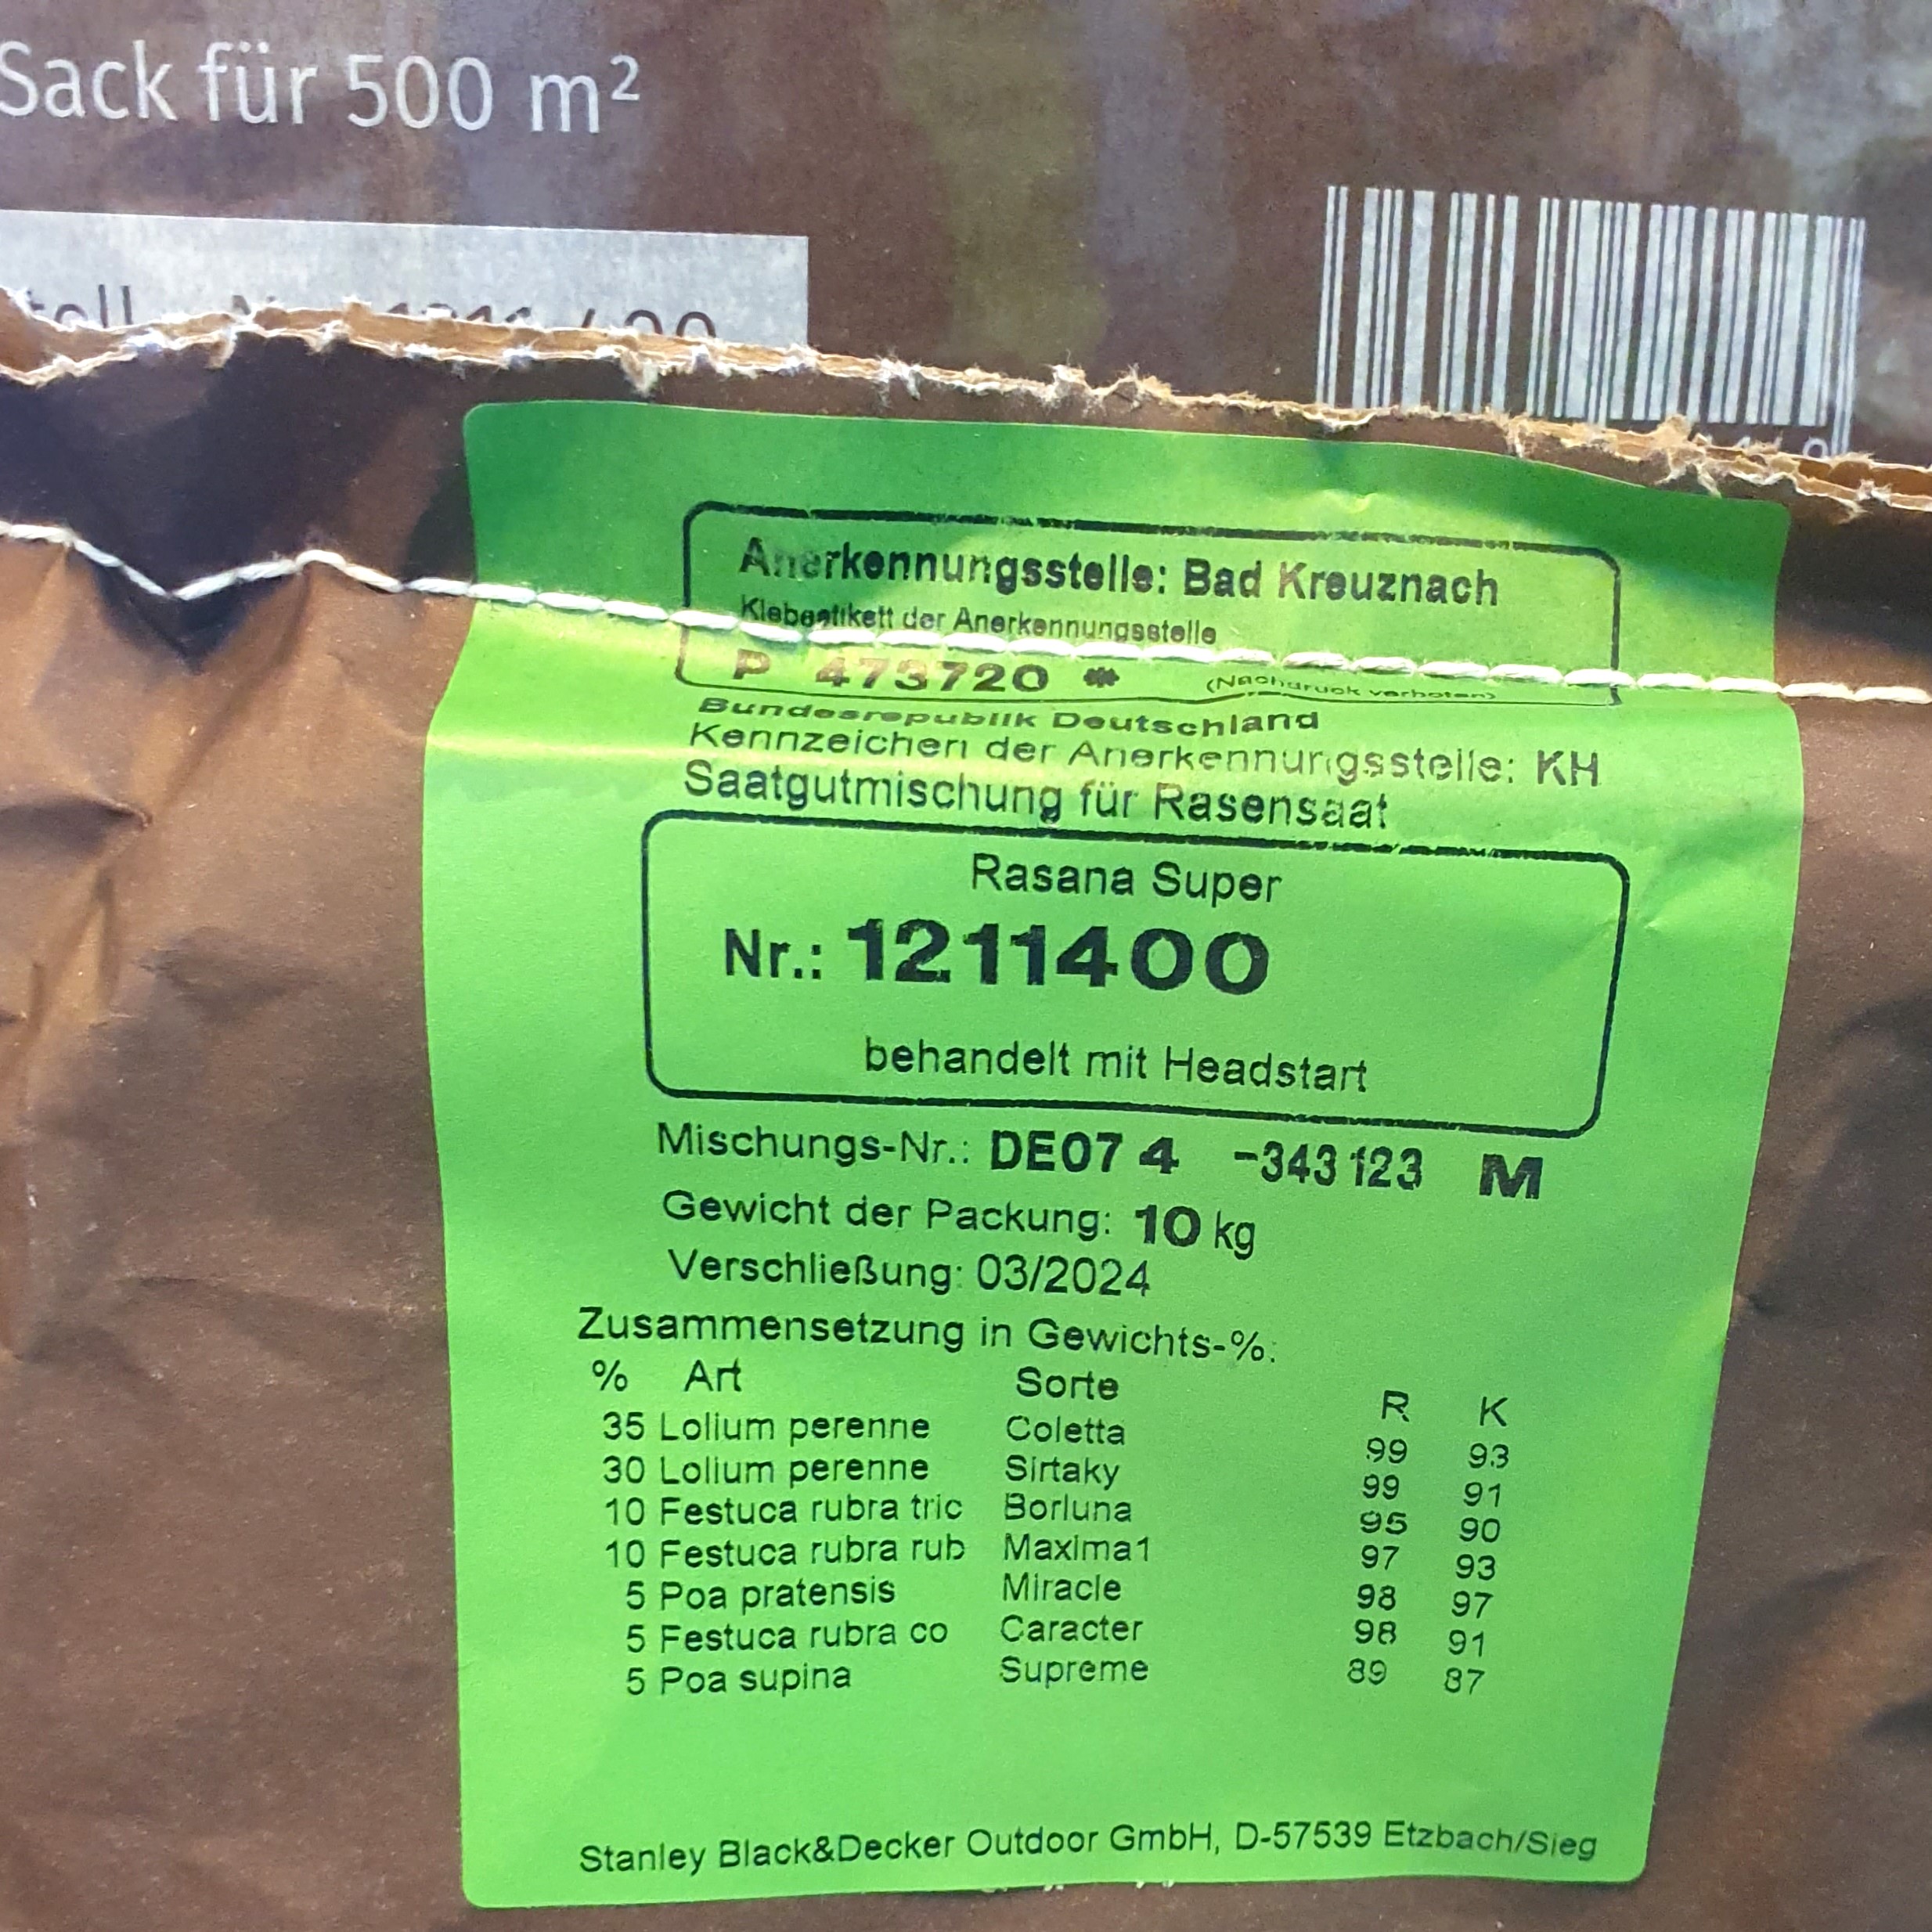 Sack für 500 m²
Anerkennungsstelle: Bad Kreuznach
Klebeetikett der Anerkennungsstelle
P 473720 * (Nachdruck verboten)
Bundesrepublik Deutschland
Kennzeichen der Anerkennungsstelle: KH
Saatgutmischung für Rasensaat
Rasana Super
Nr.: 1211400
behandelt mit Headstart
Mischungs-Nr.: DE07 4 -343123 M
Gewicht der Packung: 10 kg
Verschließung: 03/2024
Zusammensetzung in Gewichts-%:
% Art Sorte R K
35 Lolium perenne Coletta 99 93
30 Lolium perenne Sirtaky 99 91
10 Festuca rubra tric Borluna 95 90
10 Festuca rubra rub Maxima1 97 93
5 Poa pratensis Miracle 98 97
5 Festuca rubra co Caracter 98 91
5 Poa supina Supreme 89 87
Stanley Black&Decker Outdoor GmbH, D-57539 Etzbach/Sieg